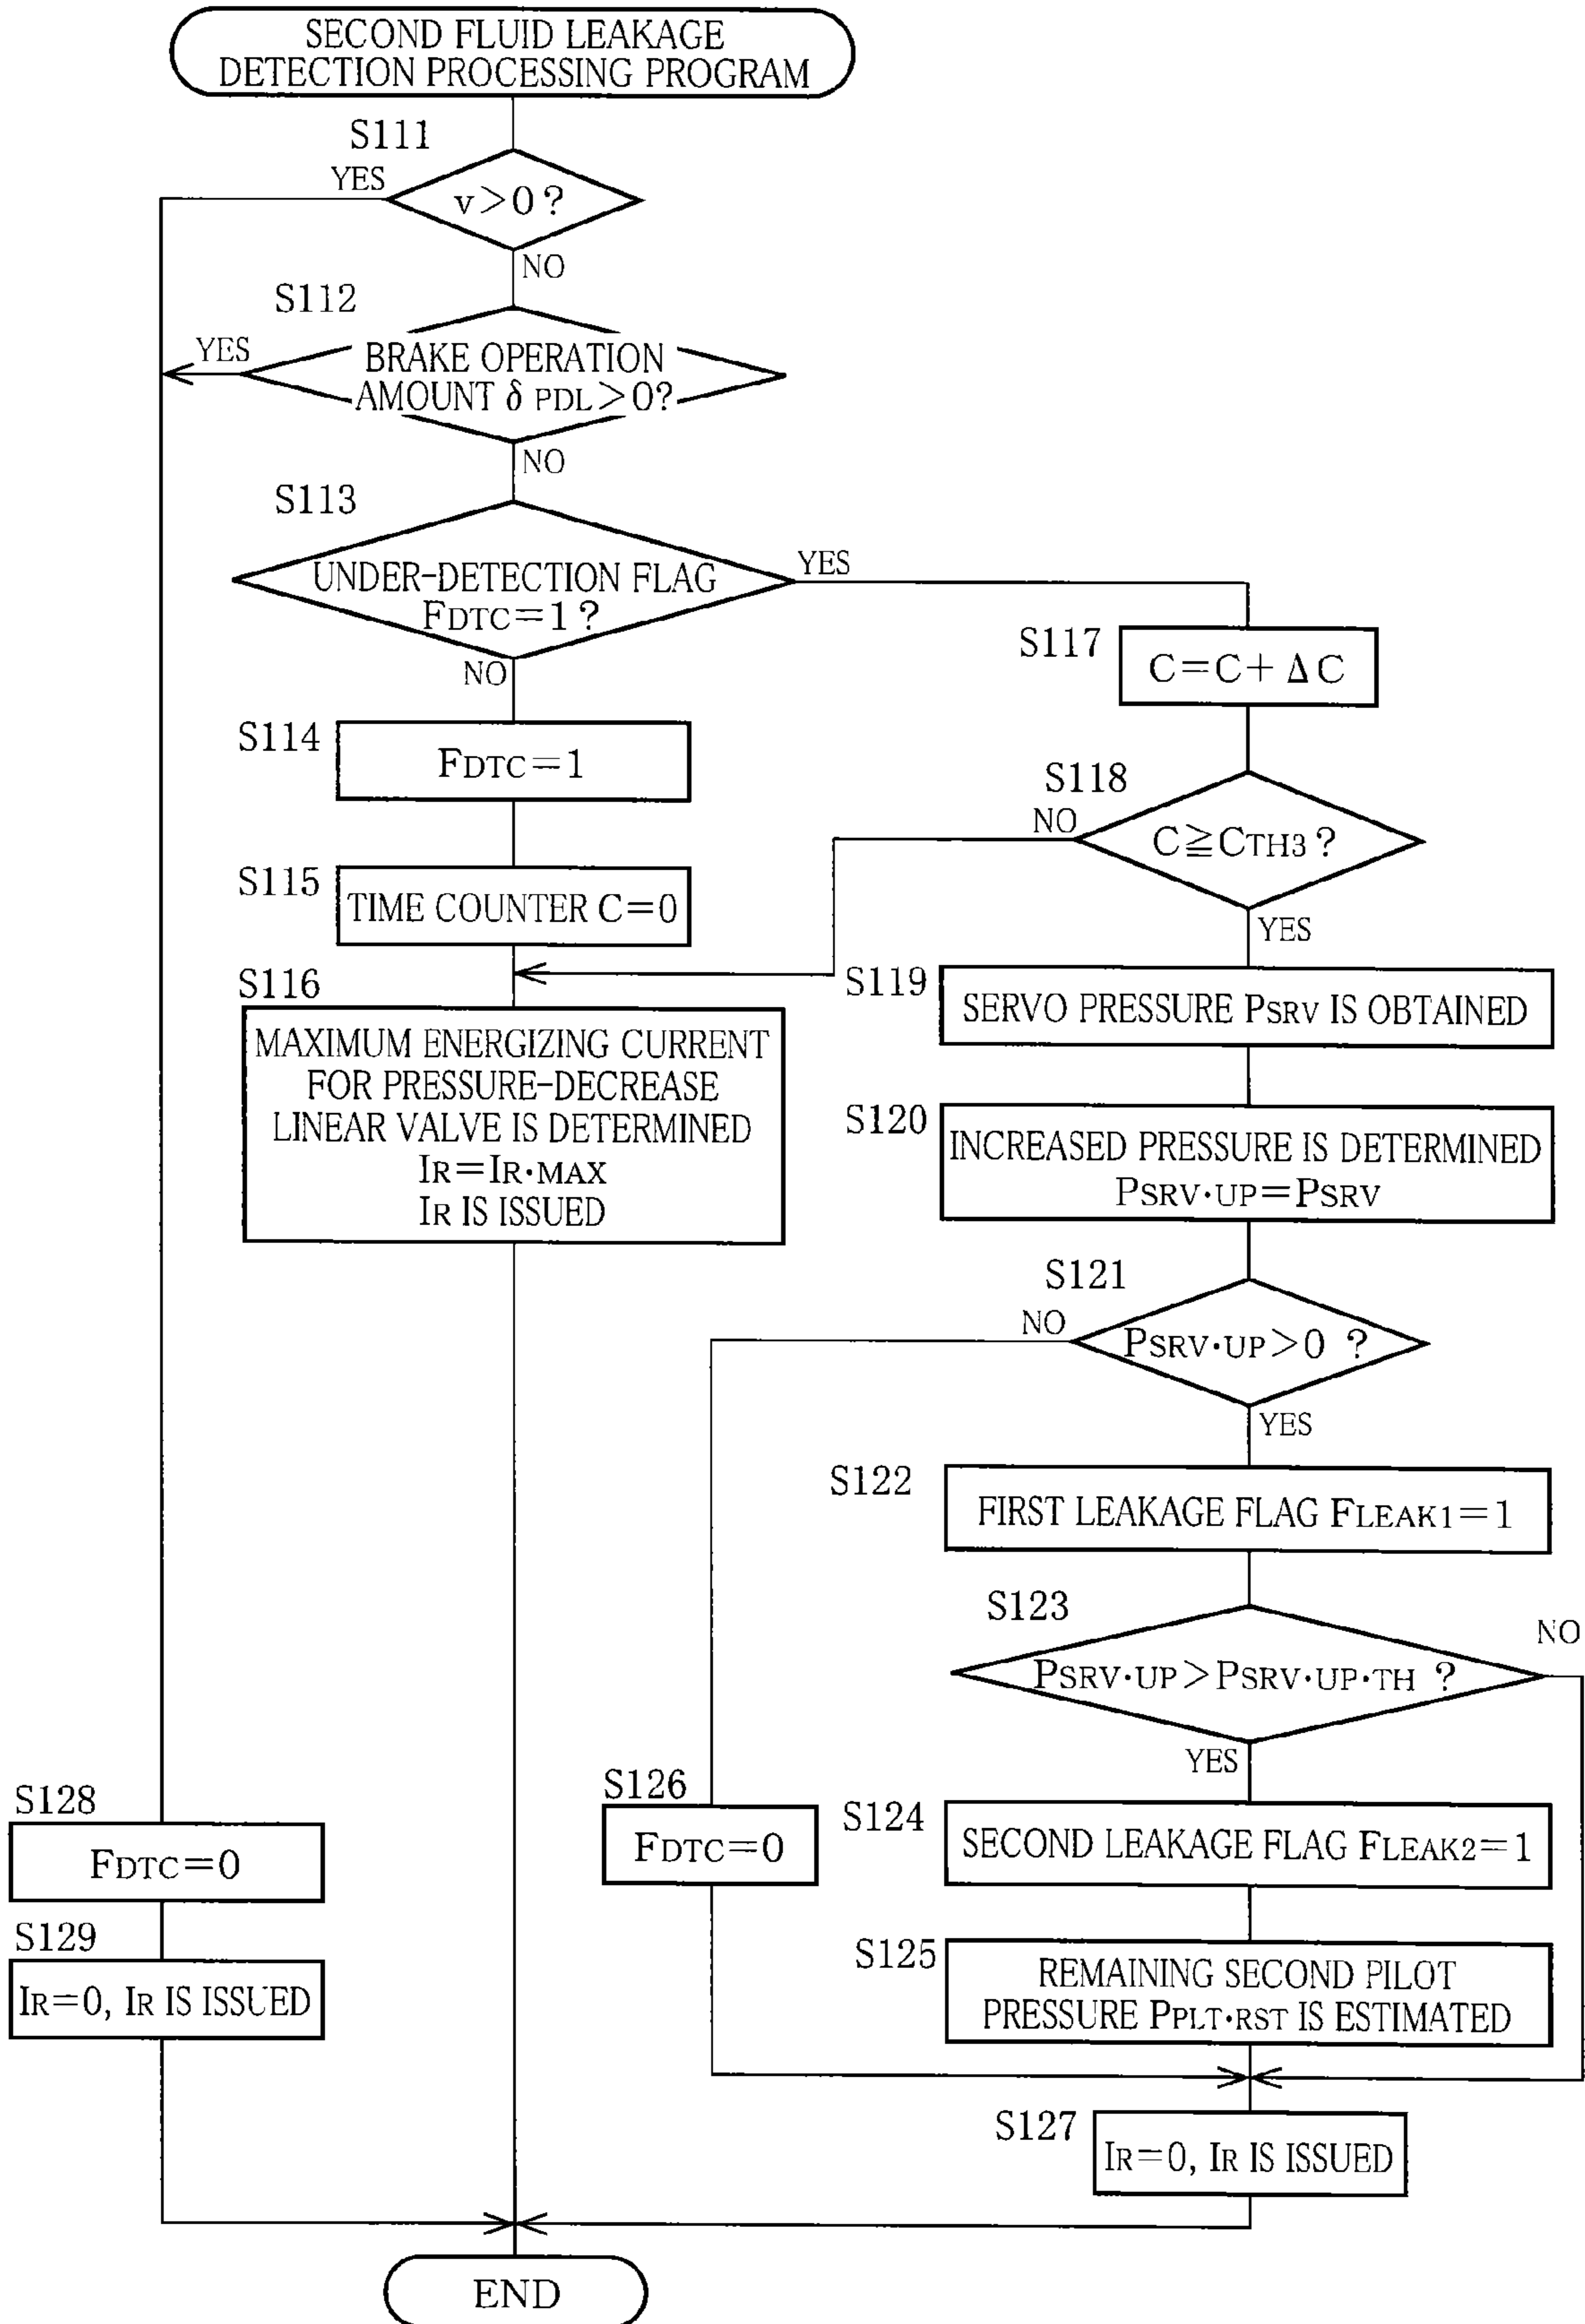 SECOND FLUID LEAKAGE
DETECTION PROCESSING PROGRAM
S111
YES
v>0?
NO
S112
YES
BRAKE OPERATION
AMOUNT δ PDL>0?
NO
S113
UNDER-DETECTION FLAG
FDTC=1?
YES
NO
S114
FDTC=1
S115
TIME COUNTER C=0
S116
MAXIMUM ENERGIZING CURRENT
FOR PRESSURE-DECREASE
LINEAR VALVE IS DETERMINED
IR=IR·MAX
IR IS ISSUED
S117
C=C+ ΔC
S118
NO
C≧CTH3?
YES
S119
SERVO PRESSURE PSRV IS OBTAINED
S120
INCREASED PRESSURE IS DETERMINED
PSRV·UP=PSRV
S121
NO
PSRV·UP>0 ?
YES
S122
FIRST LEAKAGE FLAG FLEAK1=1
S123
NO
PSRV·UP>PSRV·UP·TH ?
YES
S124
SECOND LEAKAGE FLAG FLEAK2=1
S125
REMAINING SECOND PILOT
PRESSURE PPLT·RST IS ESTIMATED
S126
FDTC=0
S127
IR=0, IR IS ISSUED
S128
FDTC=0
S129
IR=0, IR IS ISSUED
END